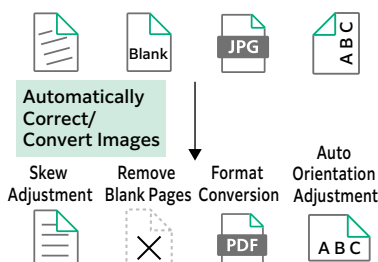 Blank
JPG
A B C
Automatically
Correct/
Convert Images
Skew
Adjustment
Remove
Blank Pages
Format
Conversion
Auto
Orientation
Adjustment
PDF
A B C